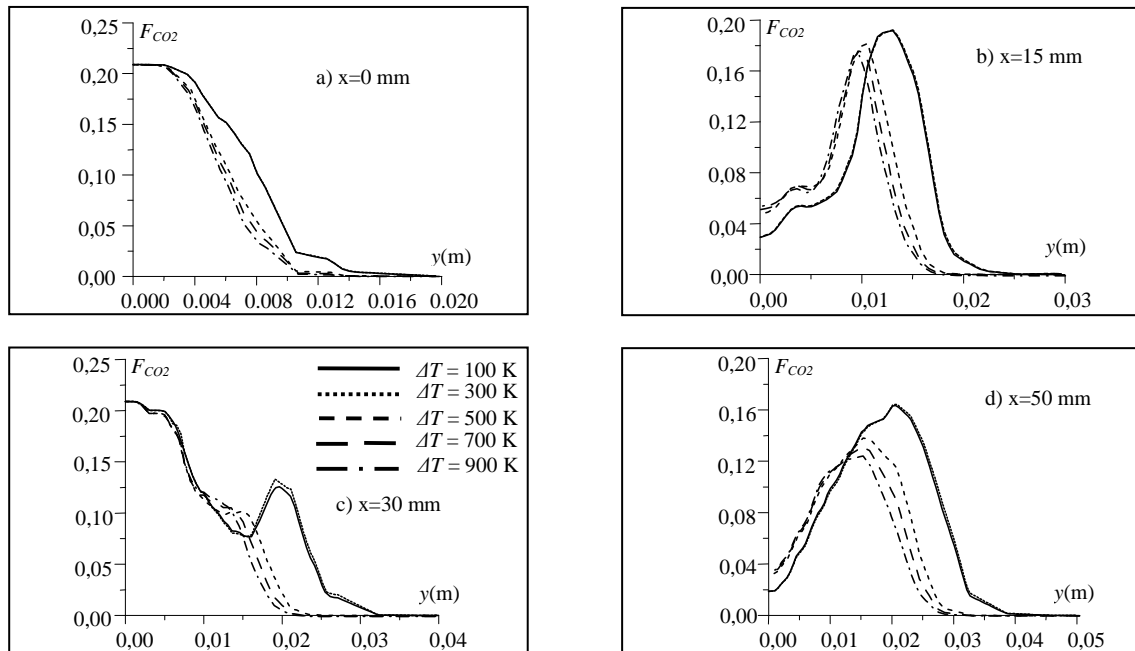 0,25
F_CO2
0,20
a) x=0 mm
0,15
0,10
0,05
y(m)
0,00
0.000 0.004 0.008 0.012 0.016 0.020
0,20
F_CO2
0,16
b) x=15 mm
0,12
0,08
0,04
y(m)
0,00
0,00 0,01 0,02 0,03
0,25
F_CO2
ΔT = 100 K
0,20
ΔT = 300 K
ΔT = 500 K
0,15
ΔT = 700 K
ΔT = 900 K
0,10
c) x=30 mm
0,05
y(m)
0,00
0,00 0,01 0,02 0,03 0,04
0,20
F_CO2
d) x=50 mm
0,16
0,12
0,08
0,04
y(m)
0,00
0,00 0,01 0,02 0,03 0,04 0,05